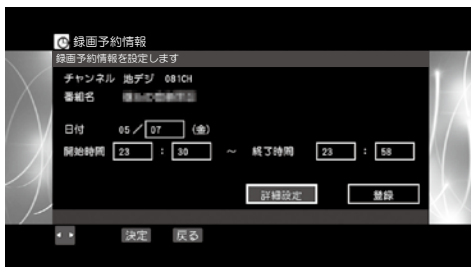 録画予約情報
録画予約情報を設定します
チャンネル 地デジ 081CH
番組名
日付 05／07 (金)
開始時間 23 : 30 ～ 終了時間 23 : 58
詳細設定 登録
決定 戻る